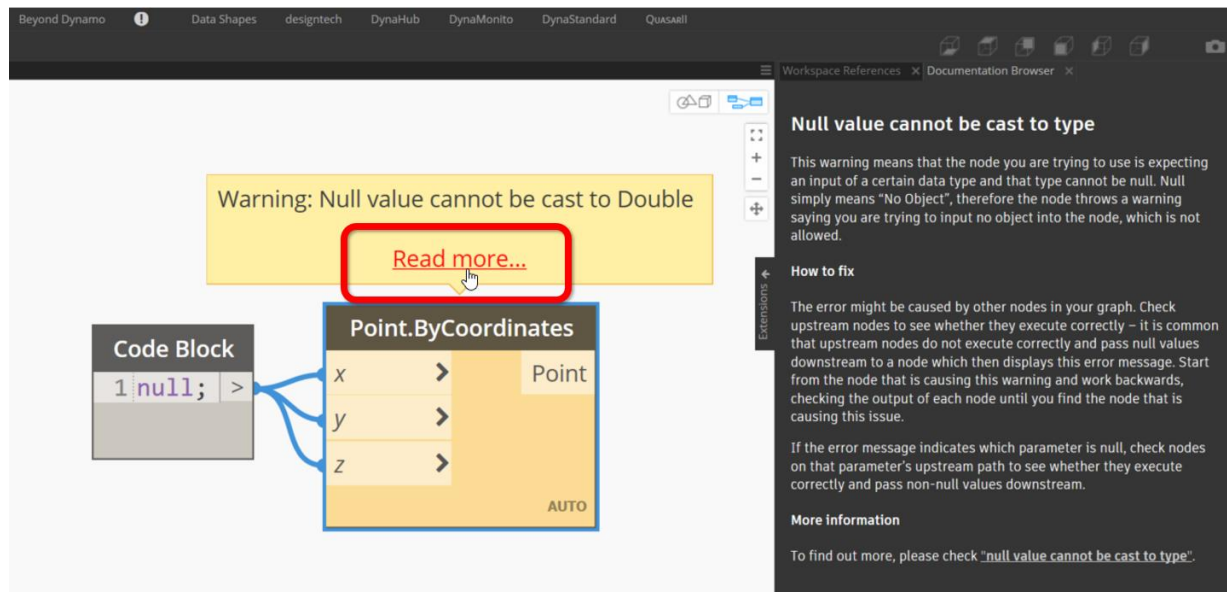 Beyond Dynamo ! Data Shapes designtech DynaHub DynaMonito DynaStandard QUASARII
Workspace References × Documentation Browser ×
Warning: Null value cannot be cast to Double
Read more...
Code Block
1 null; >
Point.ByCoordinates
x > Point
y >
z >
AUTO
Extensions
Null value cannot be cast to type
This warning means that the node you are trying to use is expecting
an input of a certain data type and that type cannot be null. Null
simply means “No Object”, therefore the node throws a warning
saying you are trying to input no object into the node, which is not
allowed.
How to fix
The error might be caused by other nodes in your graph. Check
upstream nodes to see whether they execute correctly – it is common
that upstream nodes do not execute correctly and pass null values
downstream to a node which then displays this error message. Start
from the node that is causing this warning and work backwards,
checking the output of each node until you find the node that is
causing this issue.
If the error message indicates which parameter is null, check nodes
on that parameter's upstream path to see whether they execute
correctly and pass non-null values downstream.
More information
To find out more, please check "null value cannot be cast to type".